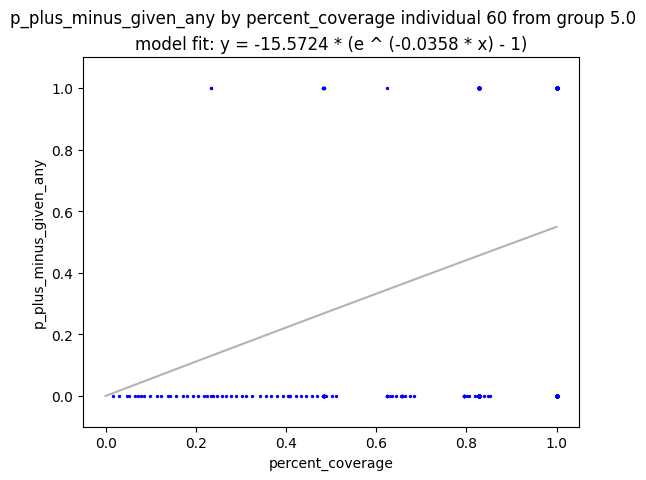 p_plus_minus_given_any by percent_coverage individual 60 from group 5.0
model fit: y = -15.5724 * (e ^ (-0.0358 * x) - 1)
1.0
0.8
0.6
0.4
0.2
0.0
p_plus_minus_given_any
0.0 0.2 0.4 0.6 0.8 1.0
percent_coverage